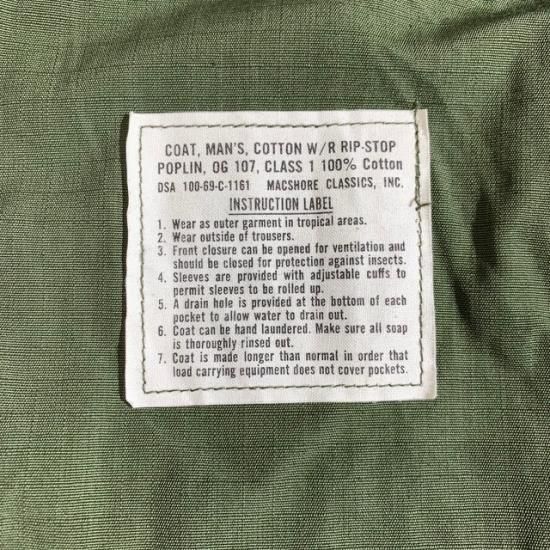 COAT, MAN'S, COTTON W/R RIP-STOP
POPLIN, OG 107, CLASS 1 100% Cotton
DSA 100-69-C-1161 MACSHORE CLASSICS, INC.
INSTRUCTION LABEL
1. Wear as outer garment in tropical areas.
2. Wear outside of trousers.
3. Front closure can be opened for ventilation and
should be closed for protection against insects.
4. Sleeves are provided with adjustable cuffs to
permit sleeves to be rolled up.
5. A drain hole is provided at the bottom of each
pocket to allow water to drain out.
6. Coat can be hand laundered. Make sure all soap
is thoroughly rinsed out.
7. Coat is made longer than normal in order that
load carrying equipment does not cover pockets.